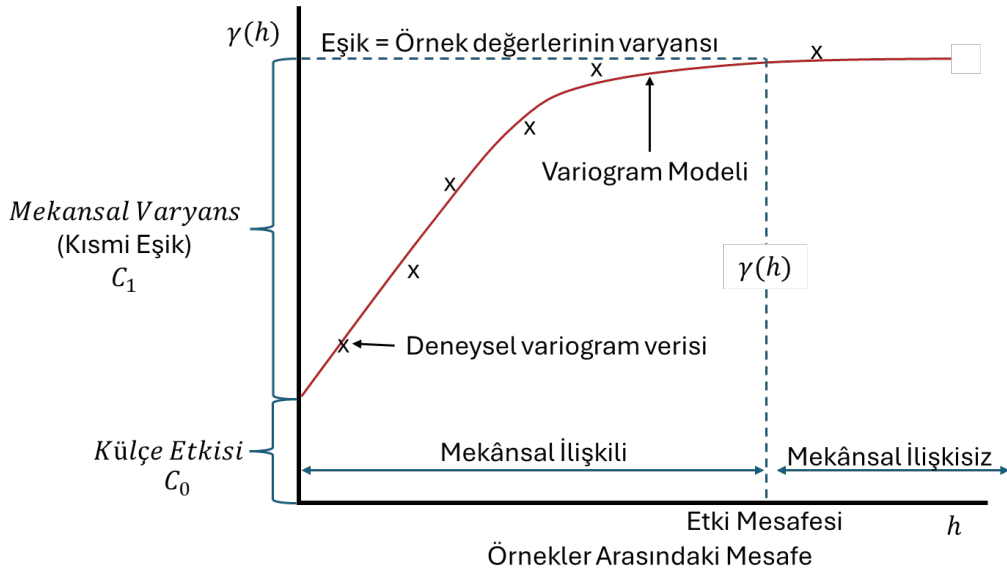 γ(h)
Eşik = Örnek değerlerinin varyansı
x
x
x
Variogram Modeli
x
Mekansal Varyans
(Kısmi Eşik)
C₁
γ(h)
x
x
Deneysel variogram verisi
Külçe Etkisi
C₀
Mekânsal İlişkili
Mekânsal İlişkisiz
Etki Mesafesi
h
Örnekler Arasındaki Mesafe